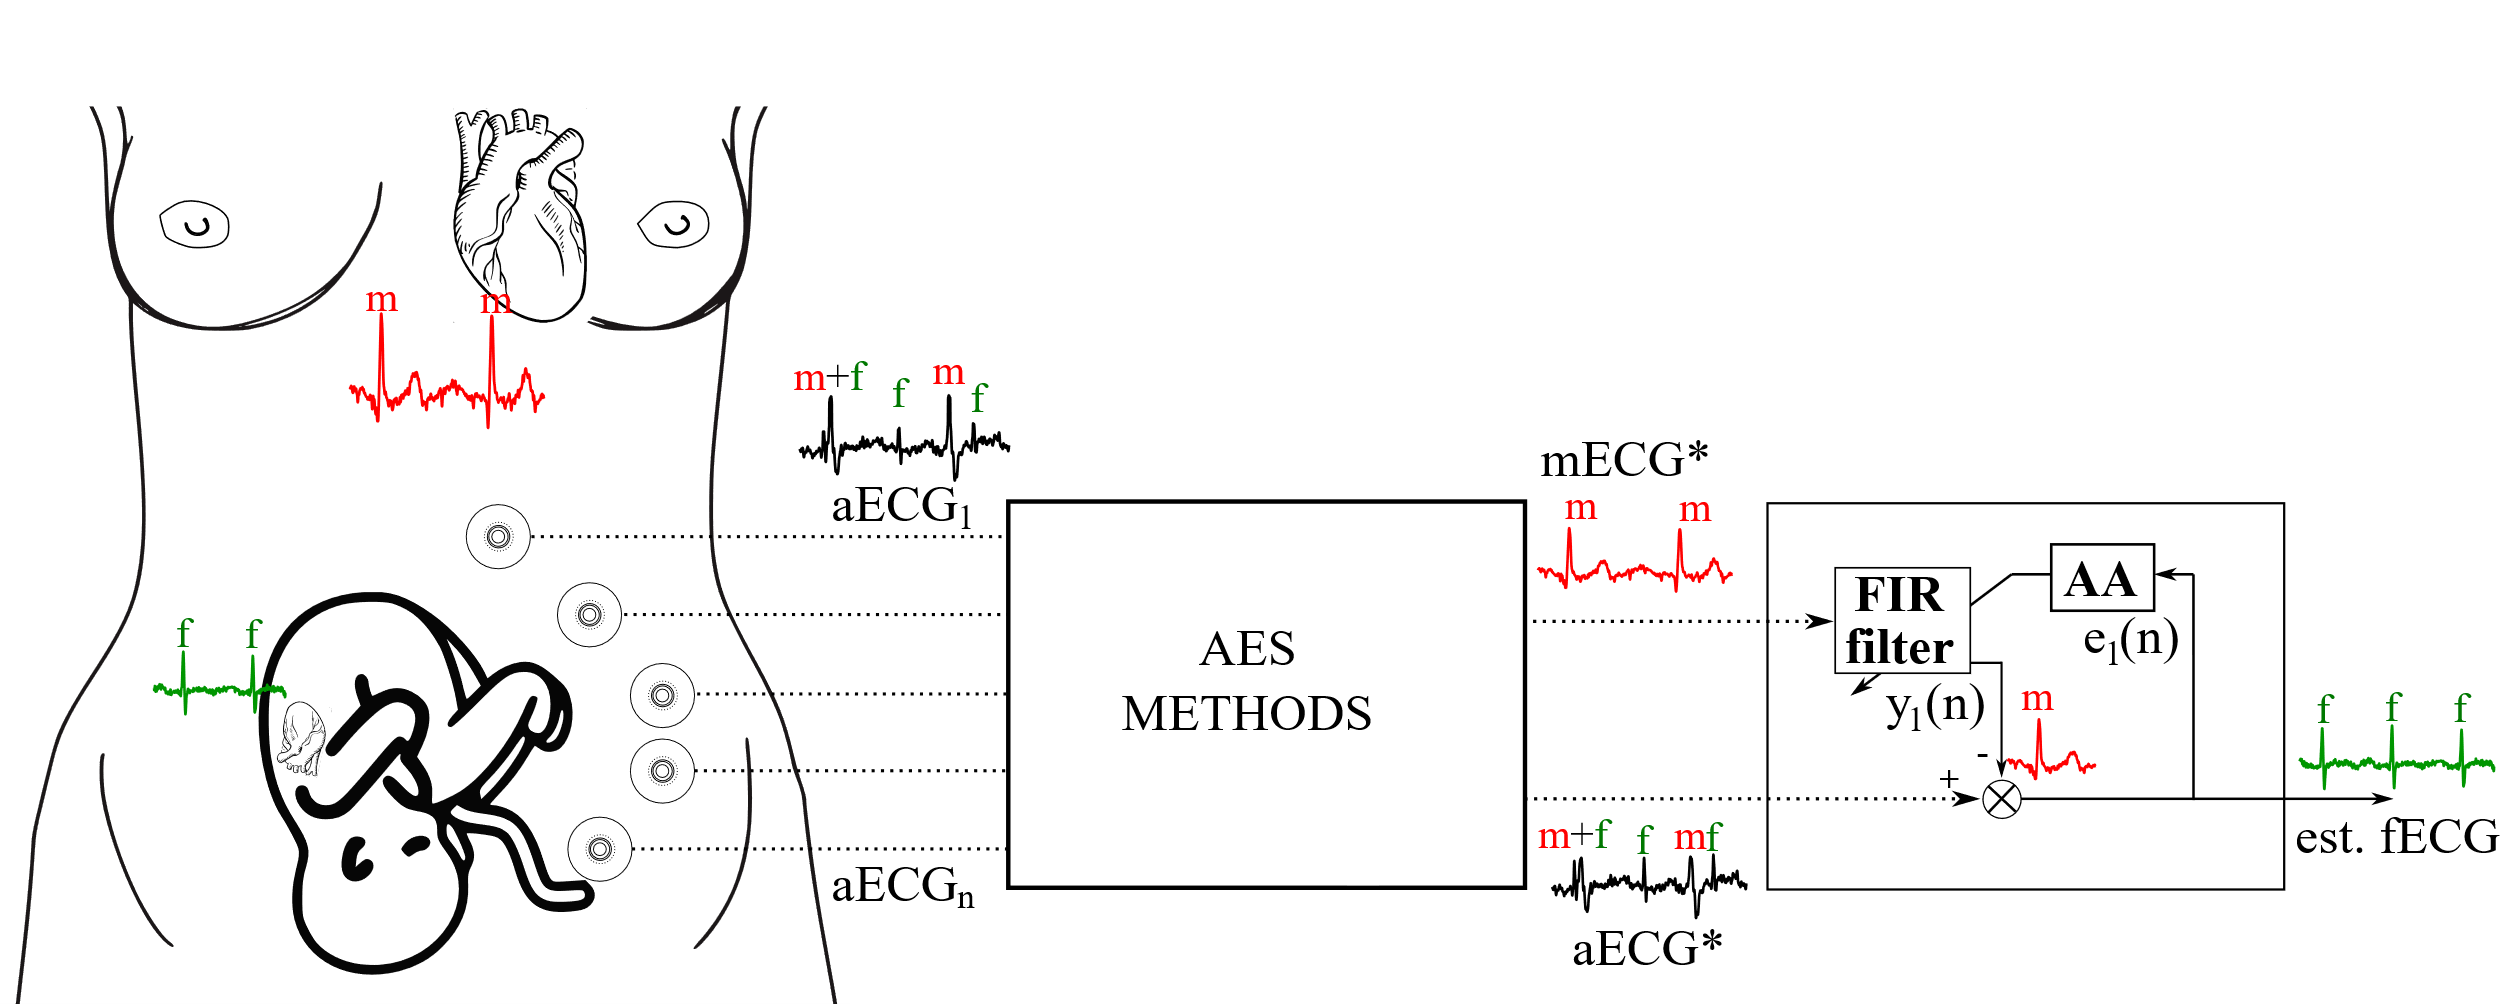 m m
m+f f m f
aECG1
f f
aECGn
AES
METHODS
mECG*
m m
FIR
filter
AA
e1(n)
y1(n)
m
-
+
m+f f mf
aECG*
f f f
est. fECG